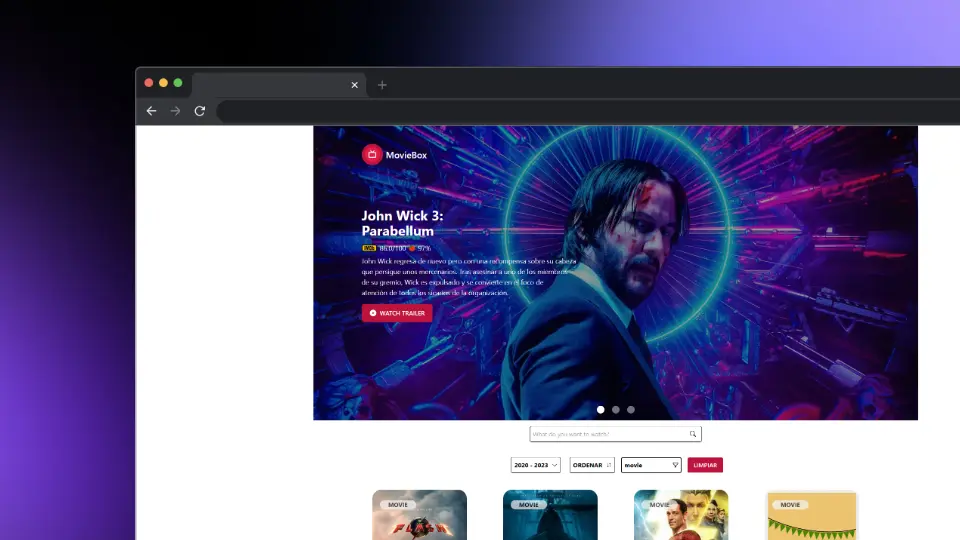 MovieBox
John Wick 3:
Parabellum
IMDb 86.0/100 97%
John Wick regresa de nuevo pero con una recompensa sobre su cabeza
que persigue unos mercenarios. Tras asesinar a uno de los miembros
de su gremio, Wick es expulsado y se convierte en el foco de
atención de todos los sicarios de la organización.
WATCH TRAILER
What do you want to watch?
2020 - 2023 ORDENAR movie LIMPIAR
MOVIE MOVIE MOVIE MOVIE
FLASH